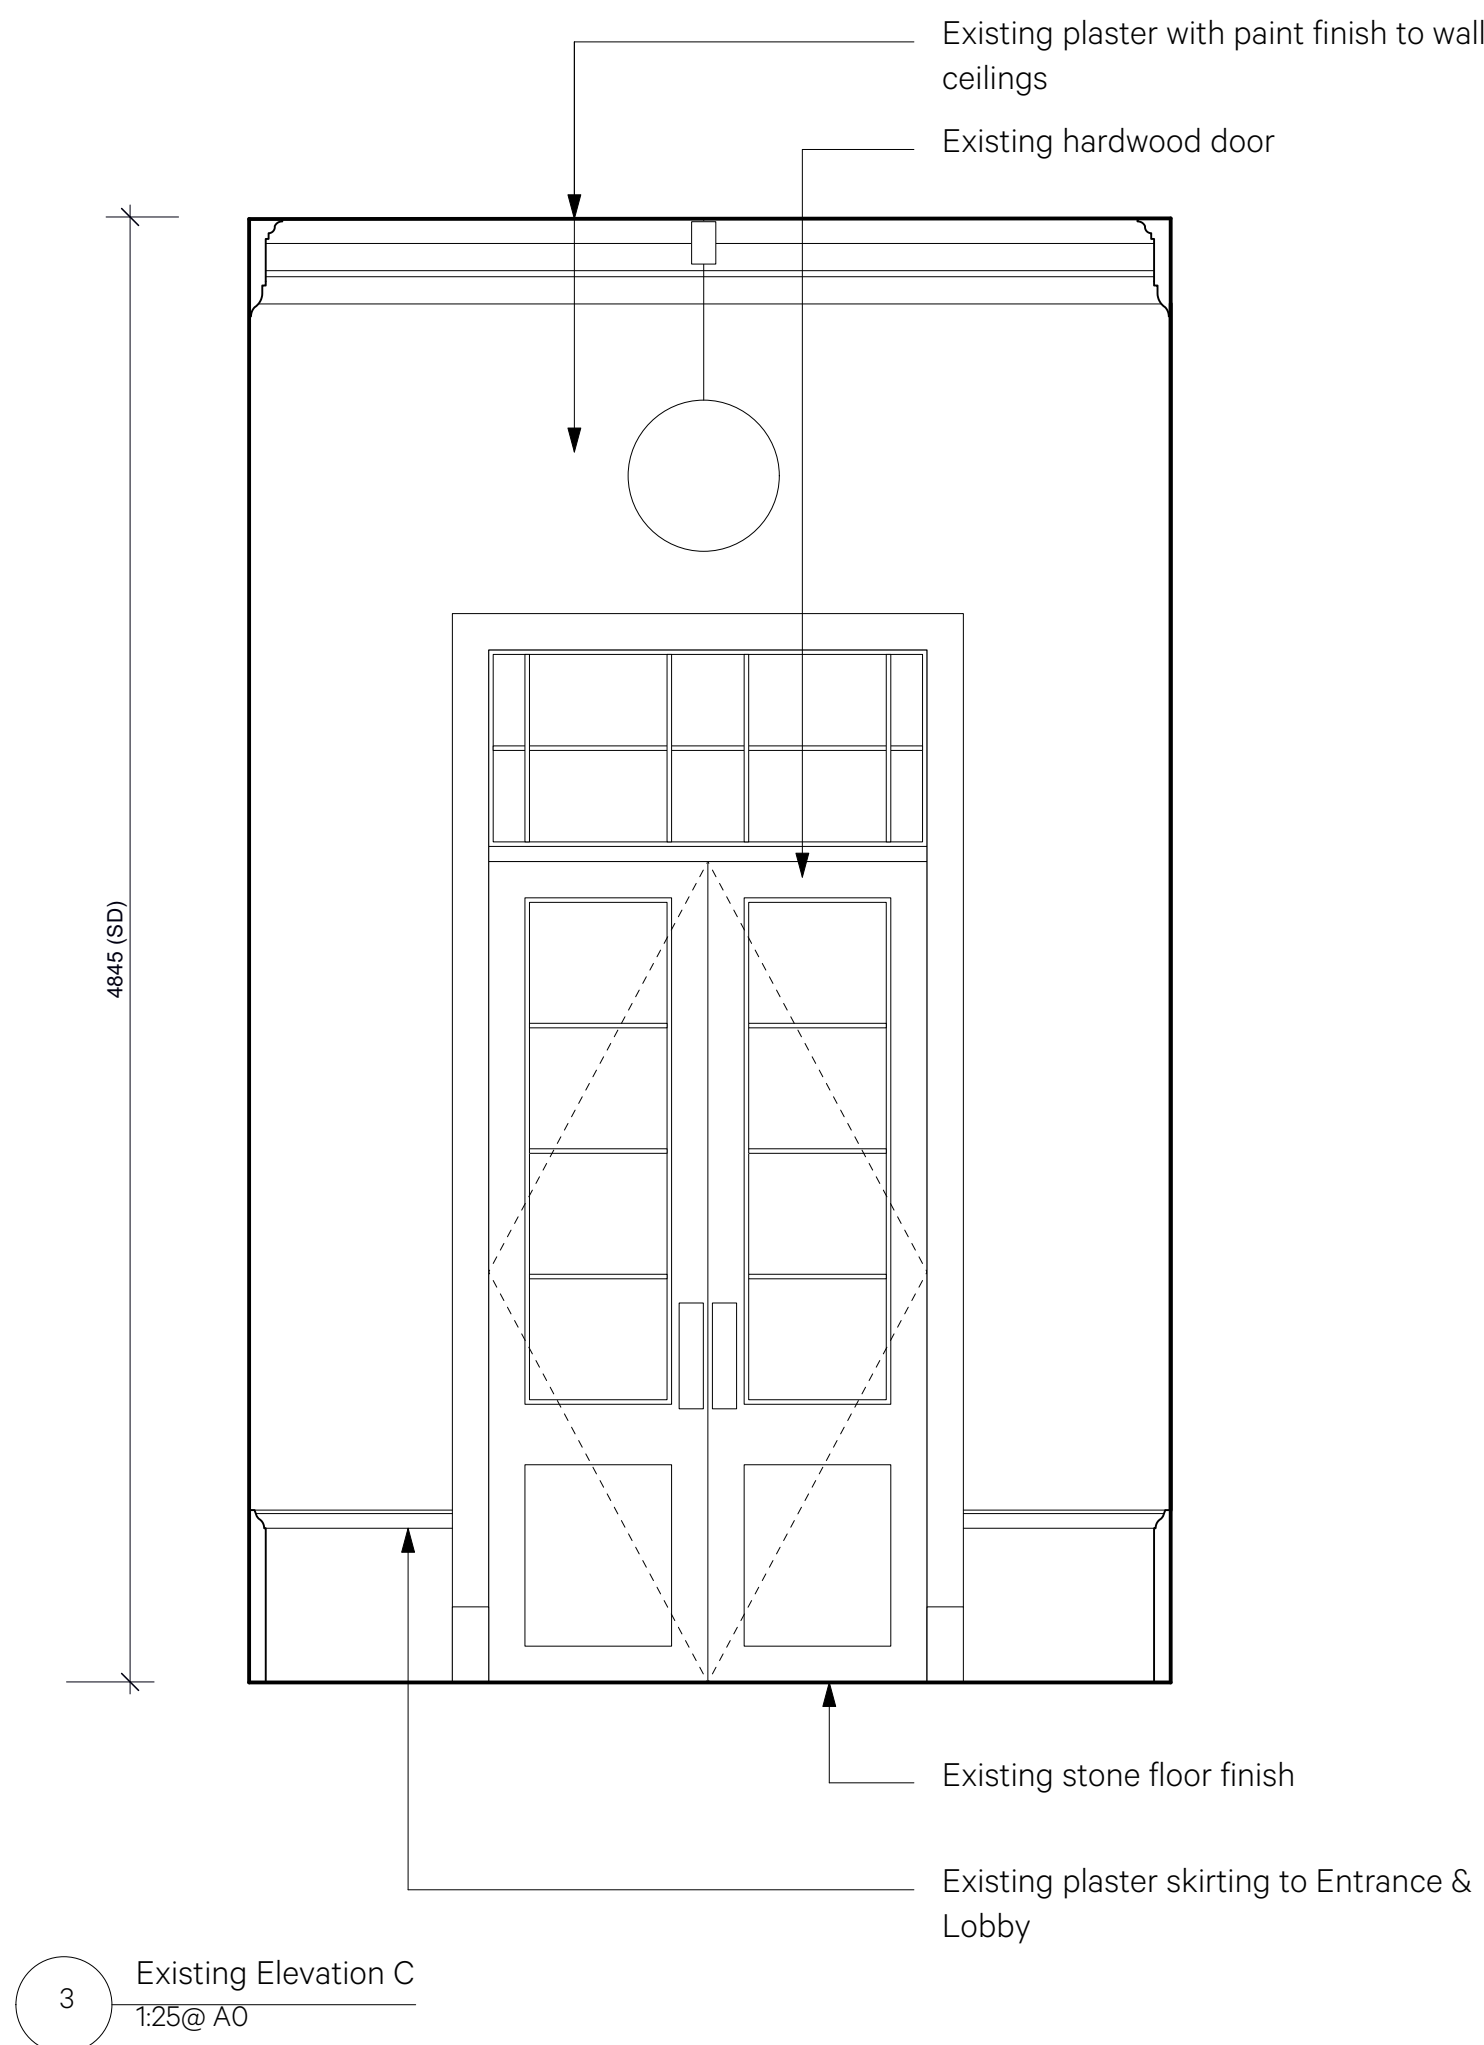 Existing plaster with paint finish to wall
ceilings
Existing hardwood door
4845 (SD)
Existing stone floor finish
Existing plaster skirting to Entrance &
Lobby
3
Existing Elevation C
1:25@ A0